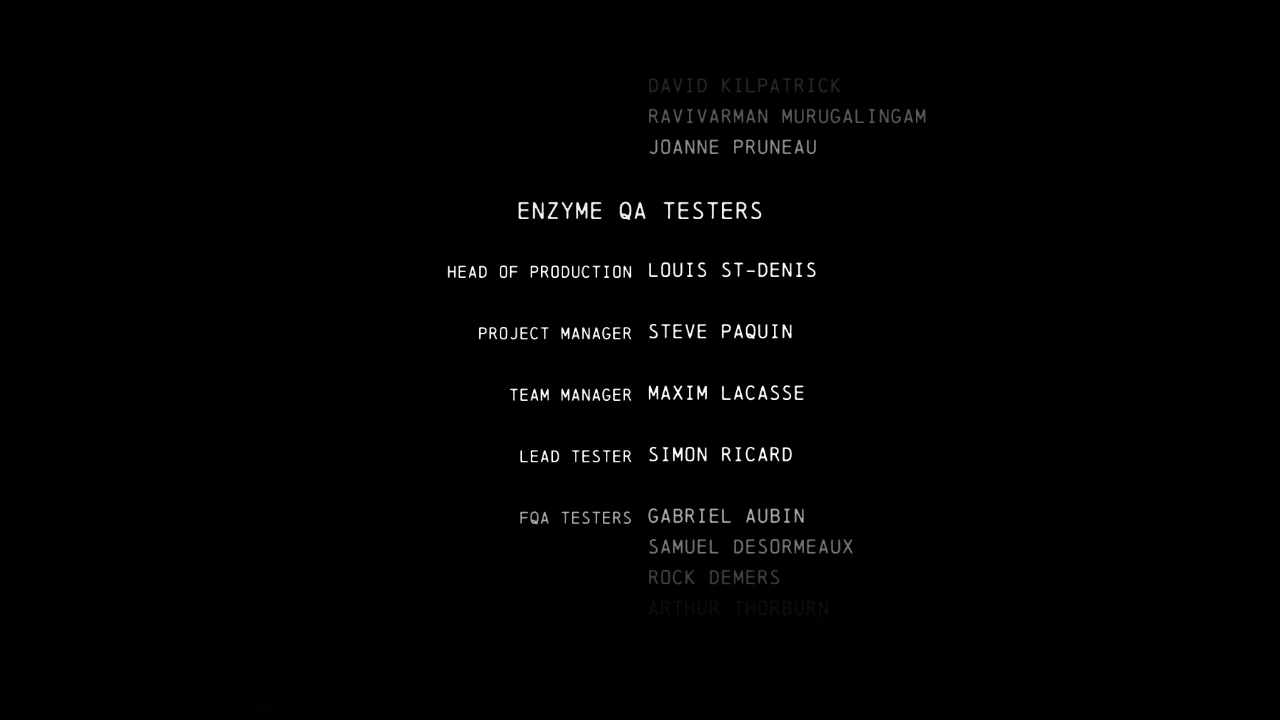 DAVID KILPATRICK
RAVIVARMAN MURUGALINGAM
JOANNE PRUNEAU
ENZYME QA TESTERS
HEAD OF PRODUCTION LOUIS ST-DENIS
PROJECT MANAGER STEVE PAQUIN
TEAM MANAGER MAXIM LACASSE
LEAD TESTER SIMON RICARD
FQA TESTERS GABRIEL AUBIN
SAMUEL DESORMEAUX
ROCK DEMERS
ARTHUR THORBURN